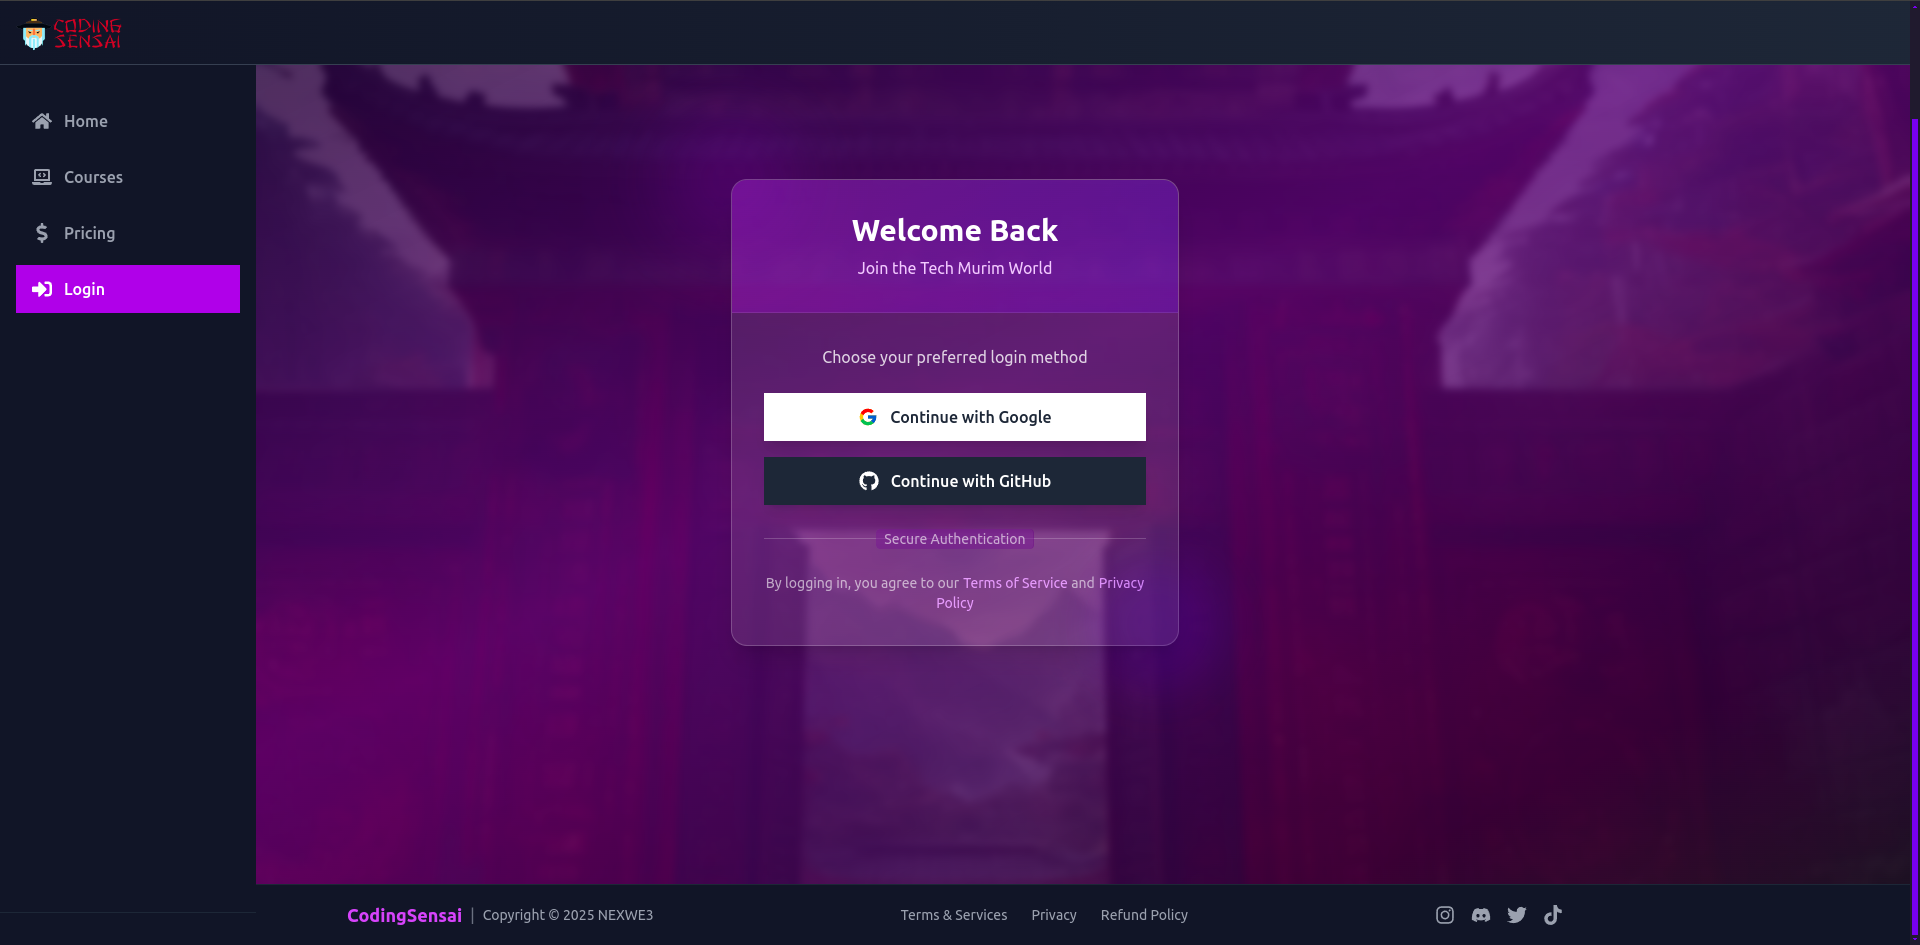 CODING
SENSAI
Home
Courses
Pricing
Login
Welcome Back
Join the Tech Murim World
Choose your preferred login method
Continue with Google
Continue with GitHub
Secure Authentication
By logging in, you agree to our Terms of Service and Privacy
Policy
CodingSensai | Copyright © 2025 NEXWE3
Terms & Services Privacy Refund Policy